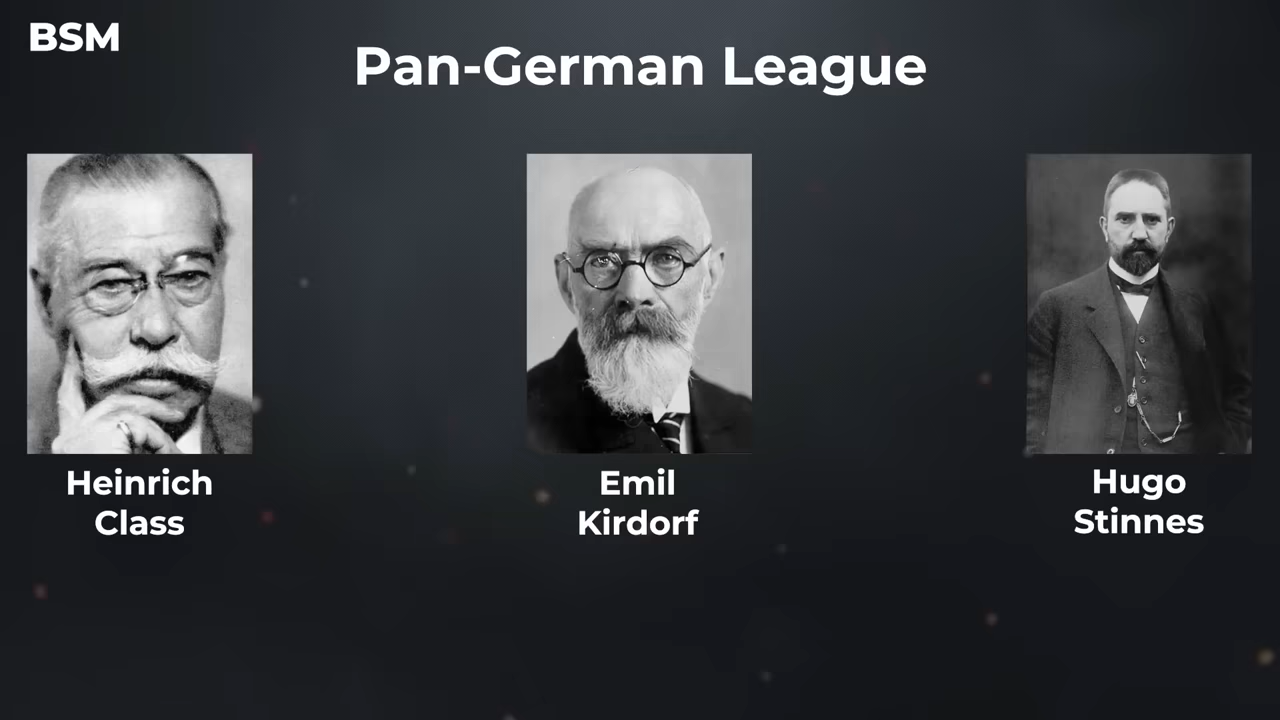 BSM
Pan-German League
Heinrich
Class
Emil
Kirdorf
Hugo
Stinnes